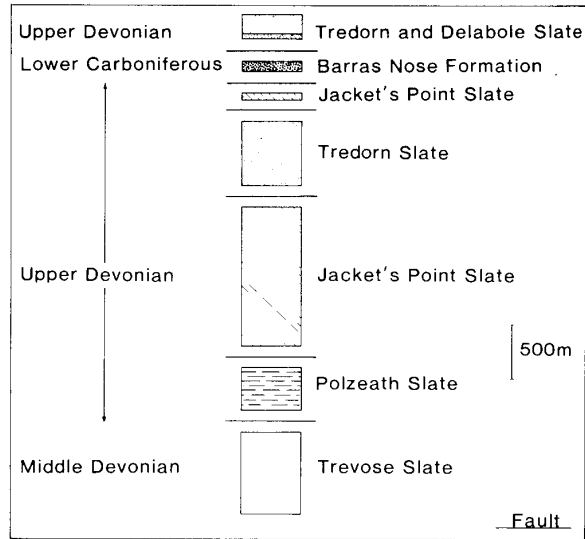 Upper Devonian Tredorn and Delabole Slate
Lower Carboniferous Barras Nose Formation
Jacket's Point Slate
Tredorn Slate
Upper Devonian Jacket's Point Slate
500m
Polzeath Slate
Middle Devonian Trevose Slate
Fault